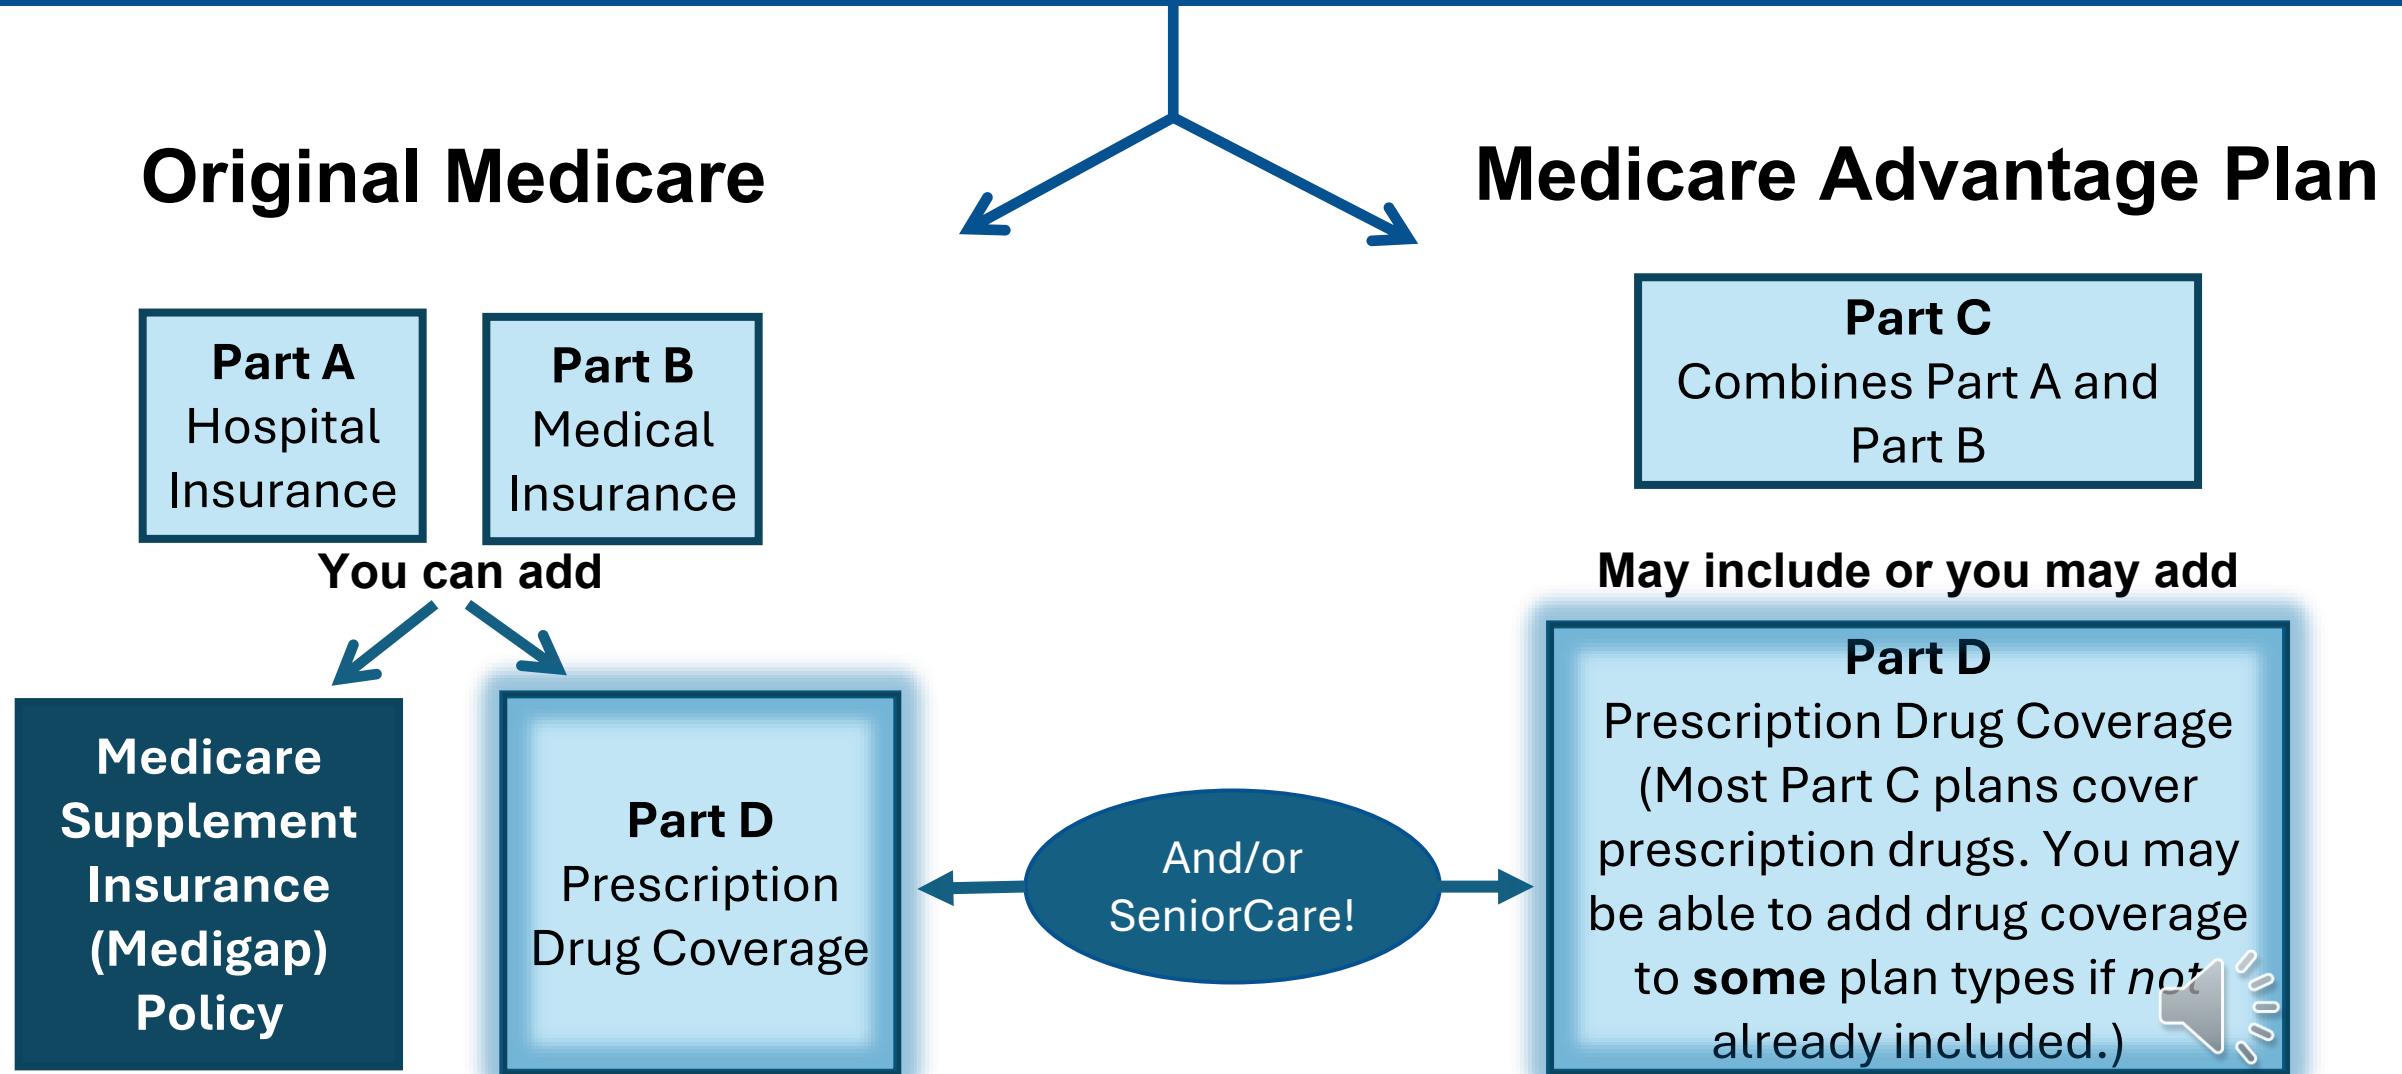 Original Medicare
Part A
Hospital
Insurance
Part B
Medical
Insurance
You can add
Medicare
Supplement
Insurance
(Medigap)
Policy
Part D
Prescription
Drug Coverage
And/or
SeniorCare!
Medicare Advantage Plan
Part C
Combines Part A and
Part B
May include or you may add
Part D
Prescription Drug Coverage
(Most Part C plans cover
prescription drugs. You may
be able to add drug coverage
to some plan types if not
already included.)